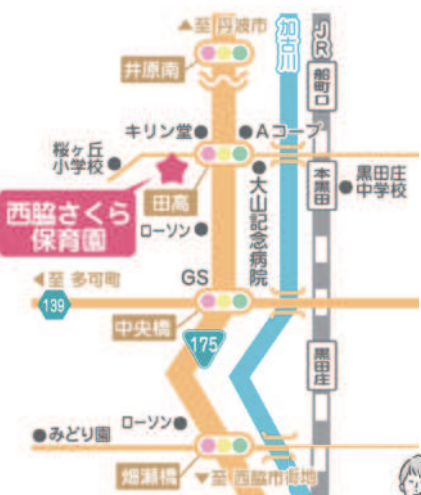 ▲至 丹波市
井原南
加古川
JR
船町口
キリン堂
Aコープ
桜ヶ丘
小学校
田高
本黒田
黒田庄
中学校
西脇さくら
保育園
ローソン
大山記念病院
◀至 多可町
GS
139
中央橋
175
黒田庄
ローソン
みどり園
畑瀬橋
▼至 西脇市街地